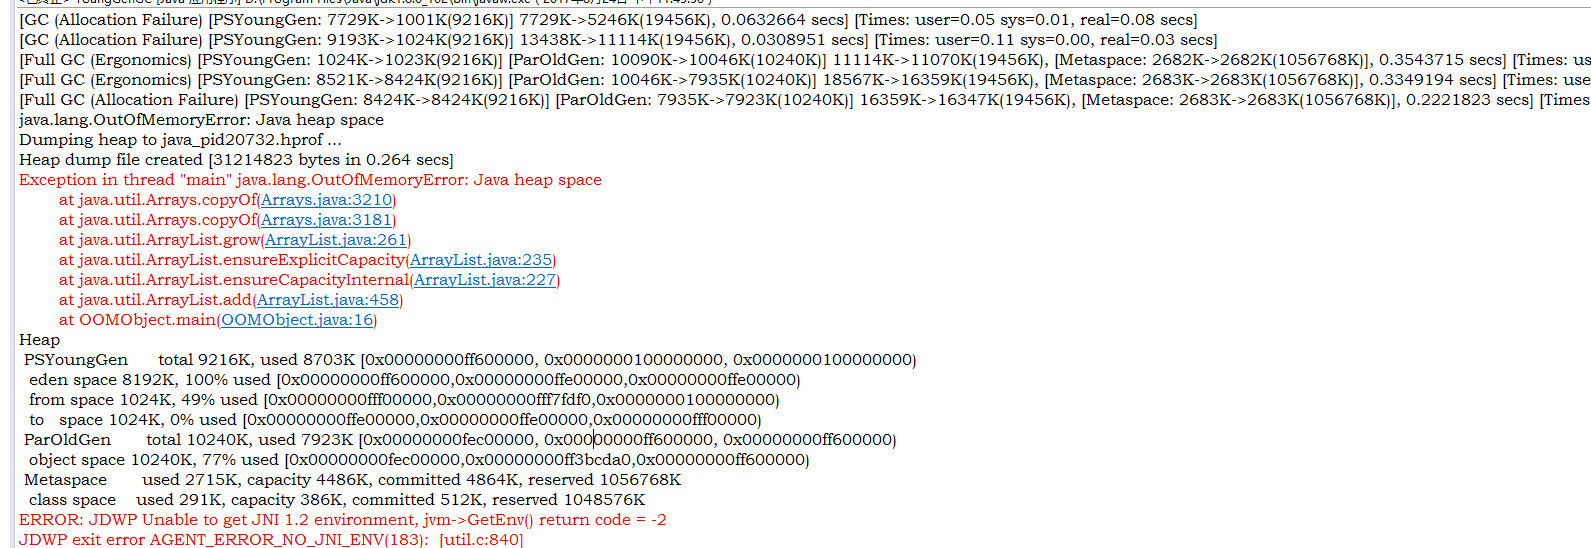 [GC (Allocation Failure) [PSYoungGen: 7729K->1001K(9216K)] 7729K->5246K(19456K), 0.0632664 secs] [Times: user=0.05 sys=0.01, real=0.08 secs]
[GC (Allocation Failure) [PSYoungGen: 9193K->1024K(9216K)] 13438K->11114K(19456K), 0.0308951 secs] [Times: user=0.11 sys=0.00, real=0.03 secs]
[Full GC (Ergonomics) [PSYoungGen: 1024K->1023K(9216K)] [ParOldGen: 10090K->10046K(10240K)] 11114K->11070K(19456K), [Metaspace: 2682K->2682K(1056768K)], 0.3543715 secs] [Times: us
[Full GC (Ergonomics) [PSYoungGen: 8521K->8424K(9216K)] [ParOldGen: 10046K->7935K(10240K)] 18567K->16359K(19456K), [Metaspace: 2683K->2683K(1056768K)], 0.3349194 secs] [Times: use
[Full GC (Allocation Failure) [PSYoungGen: 8424K->8424K(9216K)] [ParOldGen: 7935K->7923K(10240K)] 16359K->16347K(19456K), [Metaspace: 2683K->2683K(1056768K)], 0.2221823 secs] [Times
java.lang.OutOfMemoryError: Java heap space
Dumping heap to java_pid20732.hprof ...
Heap dump file created [31214823 bytes in 0.264 secs]
Exception in thread "main" java.lang.OutOfMemoryError: Java heap space
at java.util.Arrays.copyOf(Arrays.java:3210)
at java.util.Arrays.copyOf(Arrays.java:3181)
at java.util.ArrayList.grow(ArrayList.java:261)
at java.util.ArrayList.ensureExplicitCapacity(ArrayList.java:235)
at java.util.ArrayList.ensureCapacityInternal(ArrayList.java:227)
at java.util.ArrayList.add(ArrayList.java:458)
at OOMObject.main(OOMObject.java:16)
Heap
PSYoungGen total 9216K, used 8703K [0x00000000ff600000, 0x0000000100000000, 0x0000000100000000)
eden space 8192K, 100% used [0x00000000ff600000,0x00000000ffe00000,0x00000000ffe00000)
from space 1024K, 49% used [0x00000000fff00000,0x00000000fff7fdf0,0x0000000100000000)
to space 1024K, 0% used [0x00000000ffe00000,0x00000000ffe00000,0x00000000fff00000)
ParOldGen total 10240K, used 7923K [0x00000000fec00000, 0x00000000ff600000, 0x00000000ff600000)
object space 10240K, 77% used [0x00000000fec00000,0x00000000ff3bcda0,0x00000000ff600000)
Metaspace used 2715K, capacity 4486K, committed 4864K, reserved 1056768K
class space used 291K, capacity 386K, committed 512K, reserved 1048576K
ERROR: JDWP Unable to get JNI 1.2 environment, jvm->GetEnv() return code = -2
JDWP exit error AGENT_ERROR_NO_JNI_ENV(183): [util.c:840]